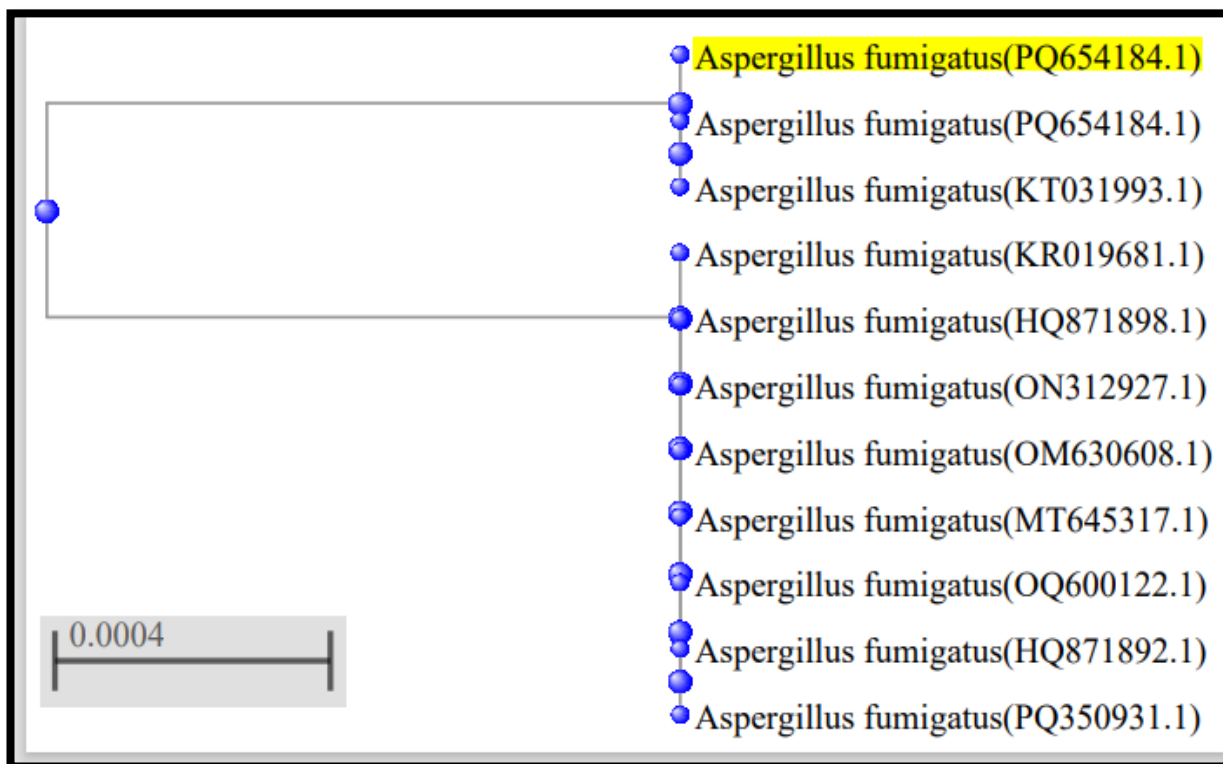 Aspergillus fumigatus(PQ654184.1)
Aspergillus fumigatus(PQ654184.1)
Aspergillus fumigatus(KT031993.1)
Aspergillus fumigatus(KR019681.1)
Aspergillus fumigatus(HQ871898.1)
Aspergillus fumigatus(ON312927.1)
Aspergillus fumigatus(OM630608.1)
Aspergillus fumigatus(MT645317.1)
Aspergillus fumigatus(OQ600122.1)
Aspergillus fumigatus(HQ871892.1)
Aspergillus fumigatus(PQ350931.1)
0.0004